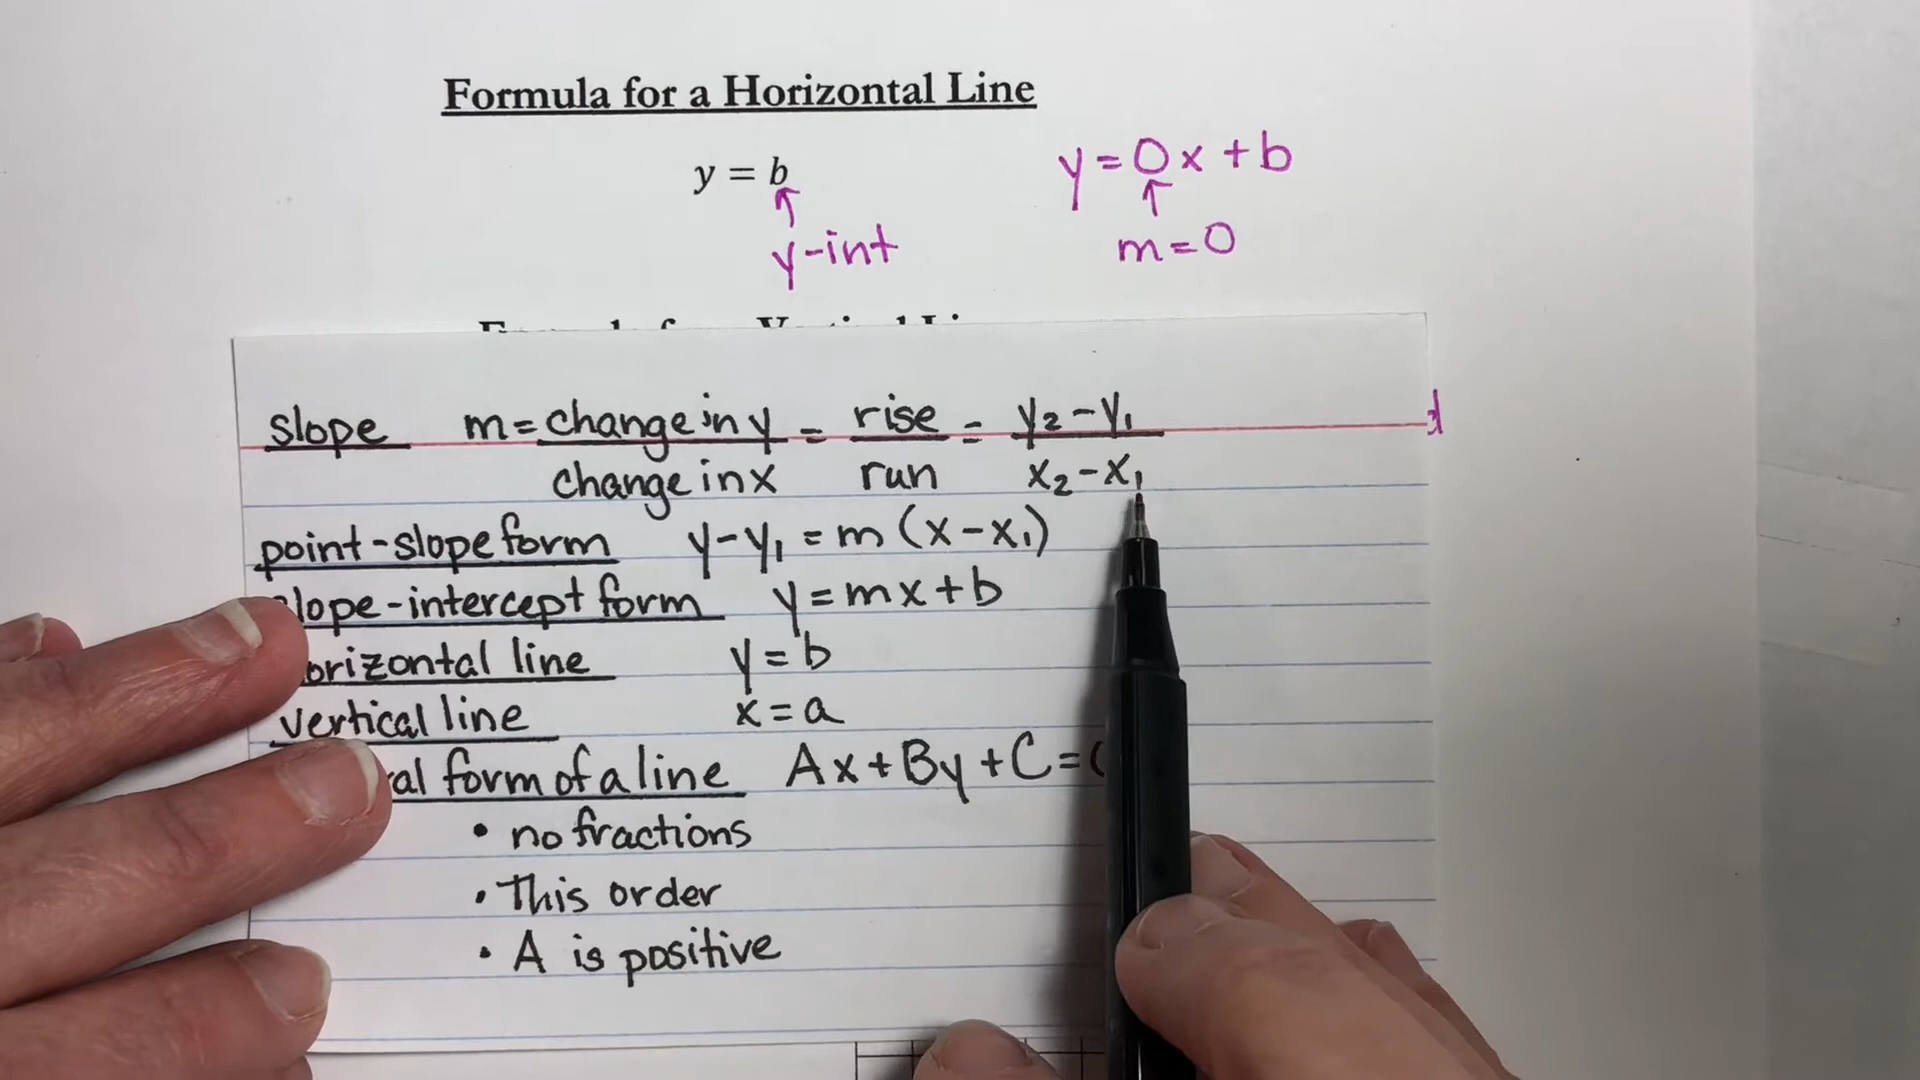 Formula for a Horizontal Line
y = b
y = 0x + b
y-int
m = 0
slope m = change in y / change in x = rise / run = y₂ - y₁ / x₂ - x₁
point-slope form y - y₁ = m (x - x₁)
lope-intercept form y = mx + b
orizontal line y = b
vertical line x = a
al form of a line Ax + By + C =
• no fractions
• This order
• A is positive